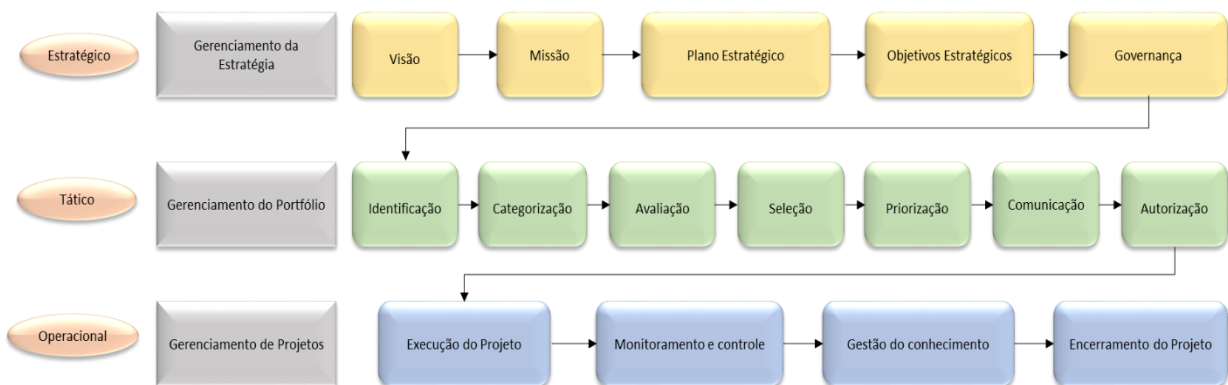 Estratégico
Gerenciamento da
Estratégia
Visão
Missão
Plano Estratégico
Objetivos Estratégicos
Governança
Tático
Gerenciamento do Portfólio
Identificação
Categorização
Avaliação
Seleção
Priorização
Comunicação
Autorização
Operacional
Gerenciamento de Projetos
Execução do Projeto
Monitoramento e controle
Gestão do conhecimento
Encerramento do Projeto